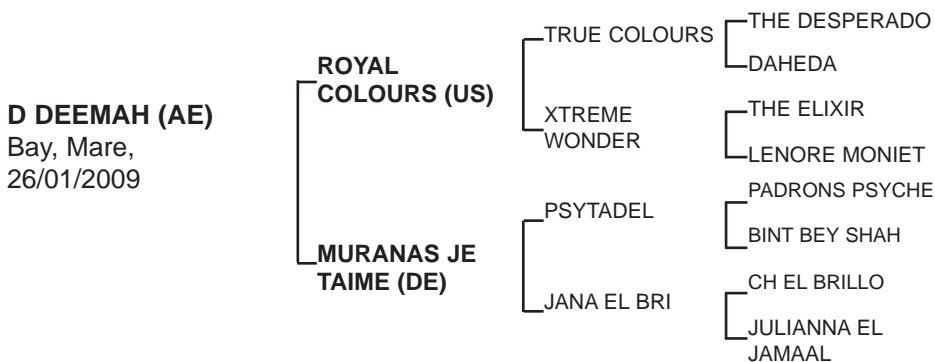 D DEEMAH (AE)
Bay, Mare,
26/01/2009
ROYAL
COLOURS (US)
MURANAS JE
TAIME (DE)
TRUE COLOURS
XTREME
WONDER
PSYTADEL
JANA EL BRI
THE DESPERADO
DAHEDA
THE ELIXIR
LENORE MONIET
PADRONS PSYCHE
BINT BEY SHAH
CH EL BRILLO
JULIANNA EL
JAMAAL